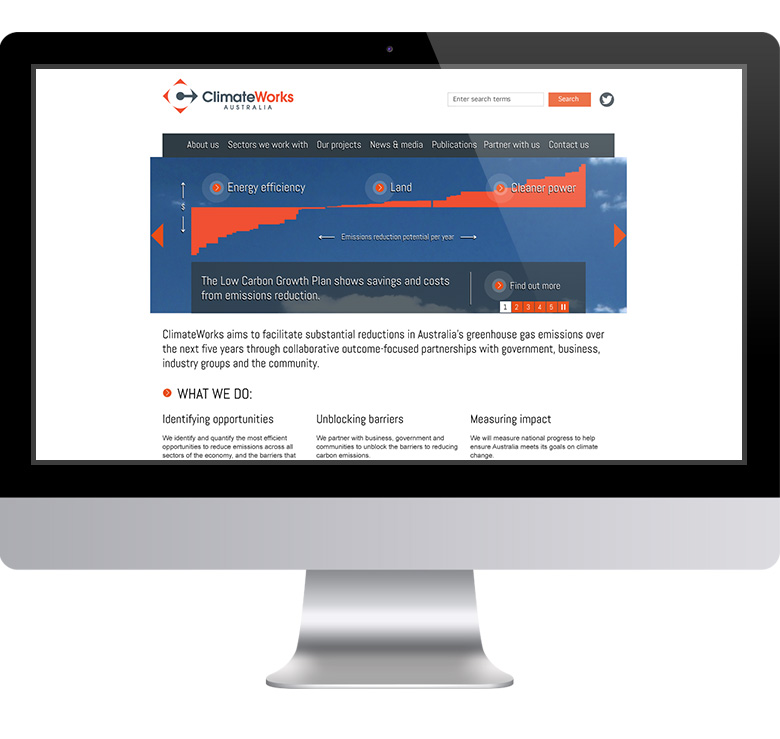 ClimateWorks
AUSTRALIA
Enter search terms
Search
About us Sectors we work with Our projects News & media Publications Partner with us Contact us
Energy efficiency
Land
Cleaner power
$
Emissions reduction potential per year
The Low Carbon Growth Plan shows savings and costs
from emissions reduction.
Find out more
1 2 3 4 5
ClimateWorks aims to facilitate substantial reductions in Australia's greenhouse gas emissions over
the next five years through collaborative outcome-focused partnerships with government, business,
industry groups and the community.
WHAT WE DO:
Identifying opportunities
We identify and quantify the most efficient
opportunities to reduce emissions across all
sectors of the economy, and the barriers that
Unblocking barriers
We partner with business, government and
communities to unblock the barriers to reducing
carbon emissions.
Measuring impact
We will measure national progress to help
ensure Australia meets its goals on climate
change.